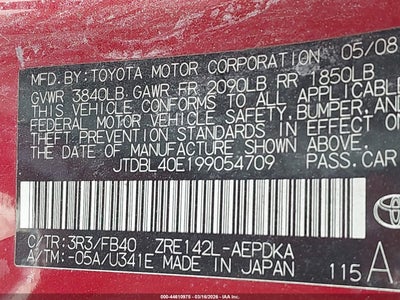 MFD.BY:TOYOTA MOTOR CORPORATION 05/08
GVWR 3840LB. GAWR FR 2090LB RR 1850LB
THIS VEHICLE CONFORMS TO ALL APPLICABLE
FEDERAL MOTOR VEHICLE SAFETY,BUMPER,AND
THEFT PREVENTION STANDARDS IN EFFECT ON
THE DATE OF MANUFACTURE SHOWN ABOVE.
JTDBL40E199054709 PASS.CAR
C/TR:3R3/FB40 ZRE142L-AEPDKA
A/TM:-05A/U341E MADE IN JAPAN 115 A
000-44610975 - 03/16/2026 - IAAI.COM